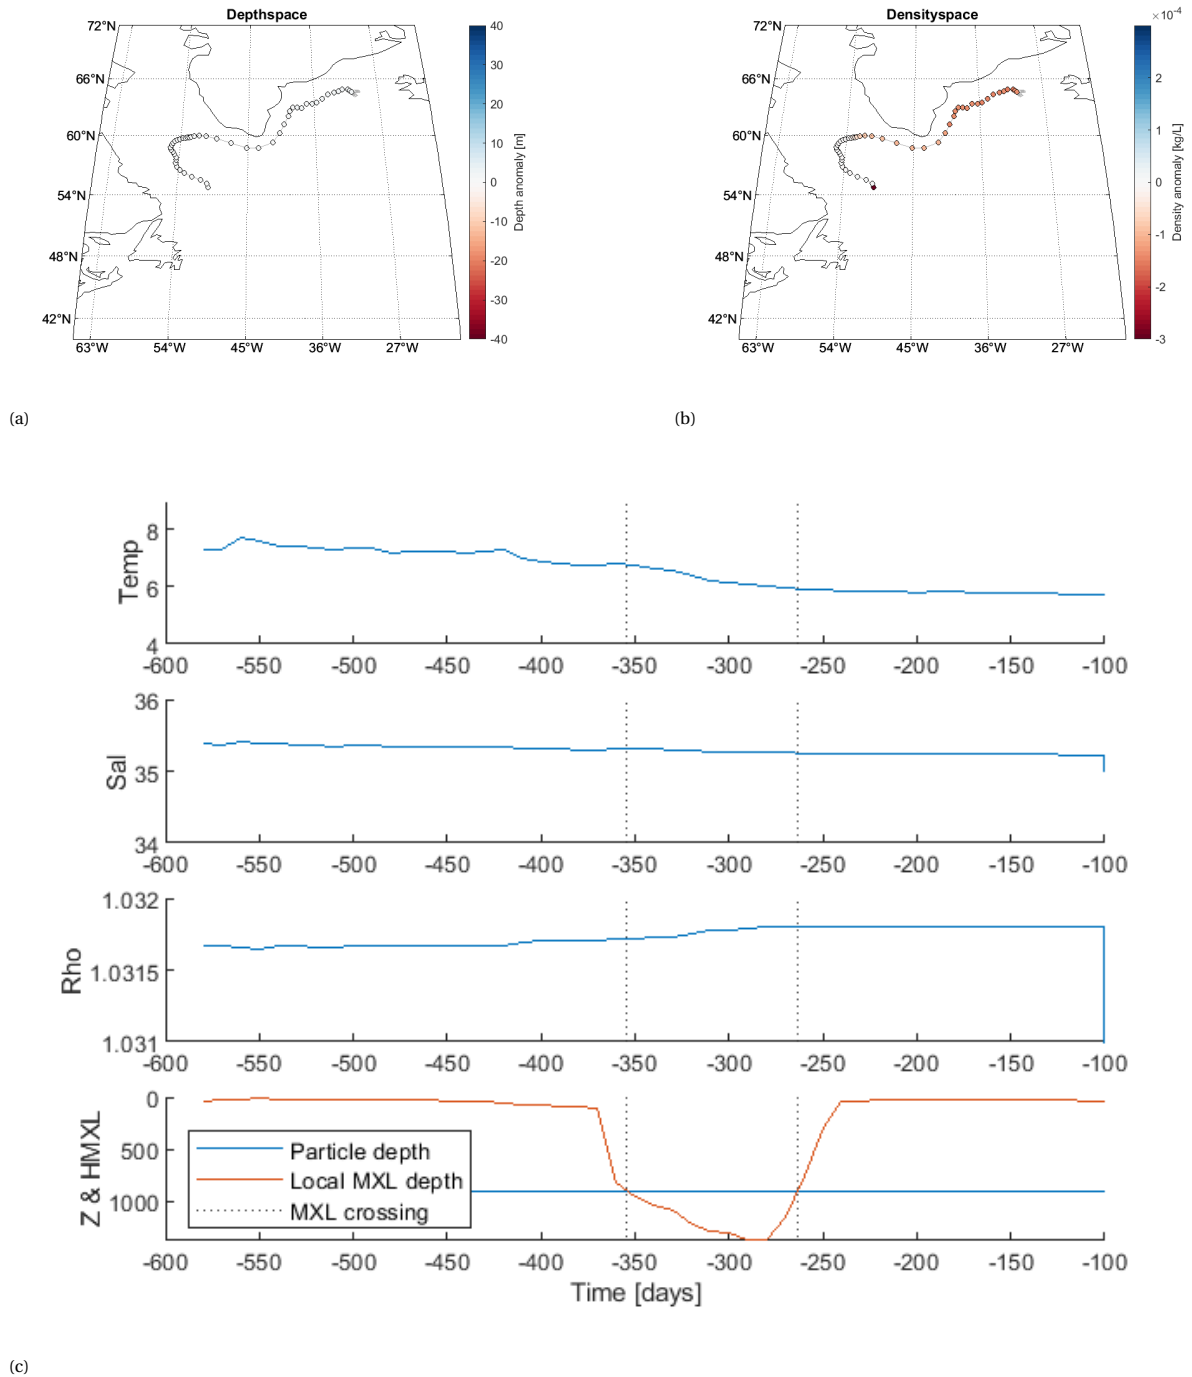 Depthspace
72°N
66°N
60°N
54°N
48°N
42°N
63°W 54°W 45°W 36°W 27°W
40
30
20
10
0
-10
-20
-30
-40
Depth anomaly [m]
(a)
Densityspace
72°N
66°N
60°N
54°N
48°N
42°N
63°W 54°W 45°W 36°W 27°W
×10⁻⁴
2
1
0
-1
-2
-3
Density anomaly [kg/L]
(b)
Temp
8
6
4
-600 -550 -500 -450 -400 -350 -300 -250 -200 -150 -100
Sal
36
35
34
-600 -550 -500 -450 -400 -350 -300 -250 -200 -150 -100
Rho
1.032
1.0315
1.031
-600 -550 -500 -450 -400 -350 -300 -250 -200 -150 -100
Z & HMXL
0
500
1000
Particle depth
Local MXL depth
MXL crossing
-600 -550 -500 -450 -400 -350 -300 -250 -200 -150 -100
Time [days]
(c)